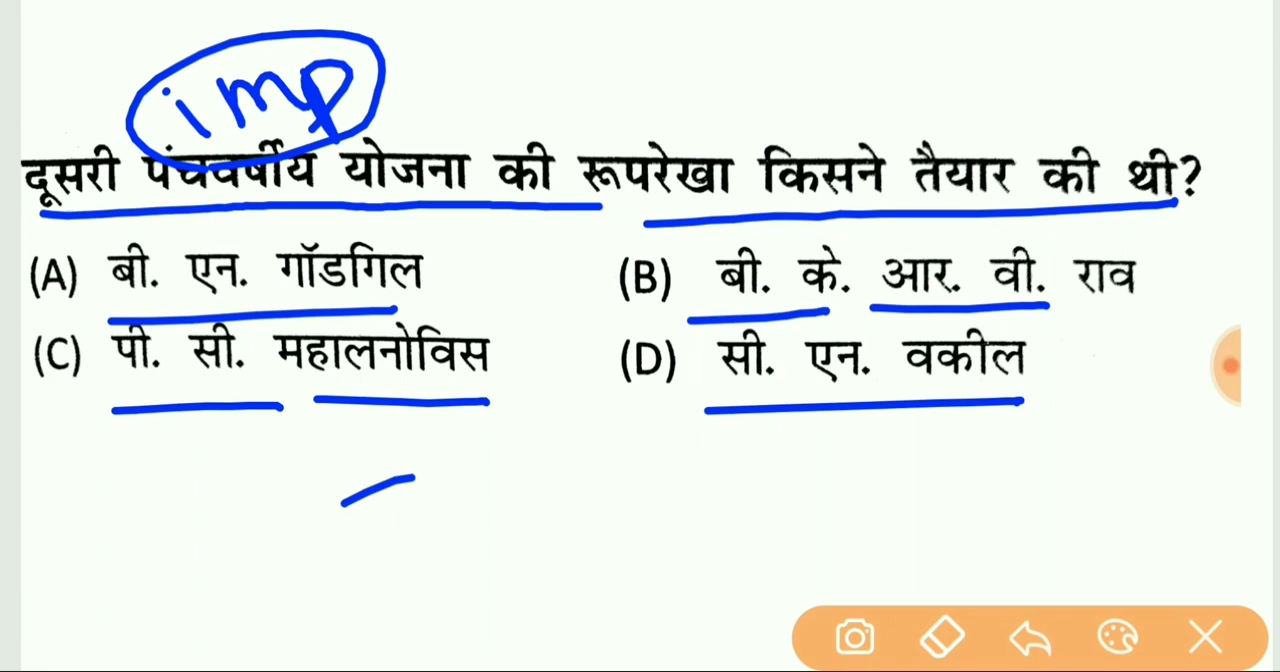 imp
दूसरी पंचवर्षीय योजना की रूपरेखा किसने तैयार की थी?
(A) बी. एन. गॉडगिल (B) बी. के. आर. वी. राव
(C) पी. सी. महालनोविस (D) सी. एन. वकील